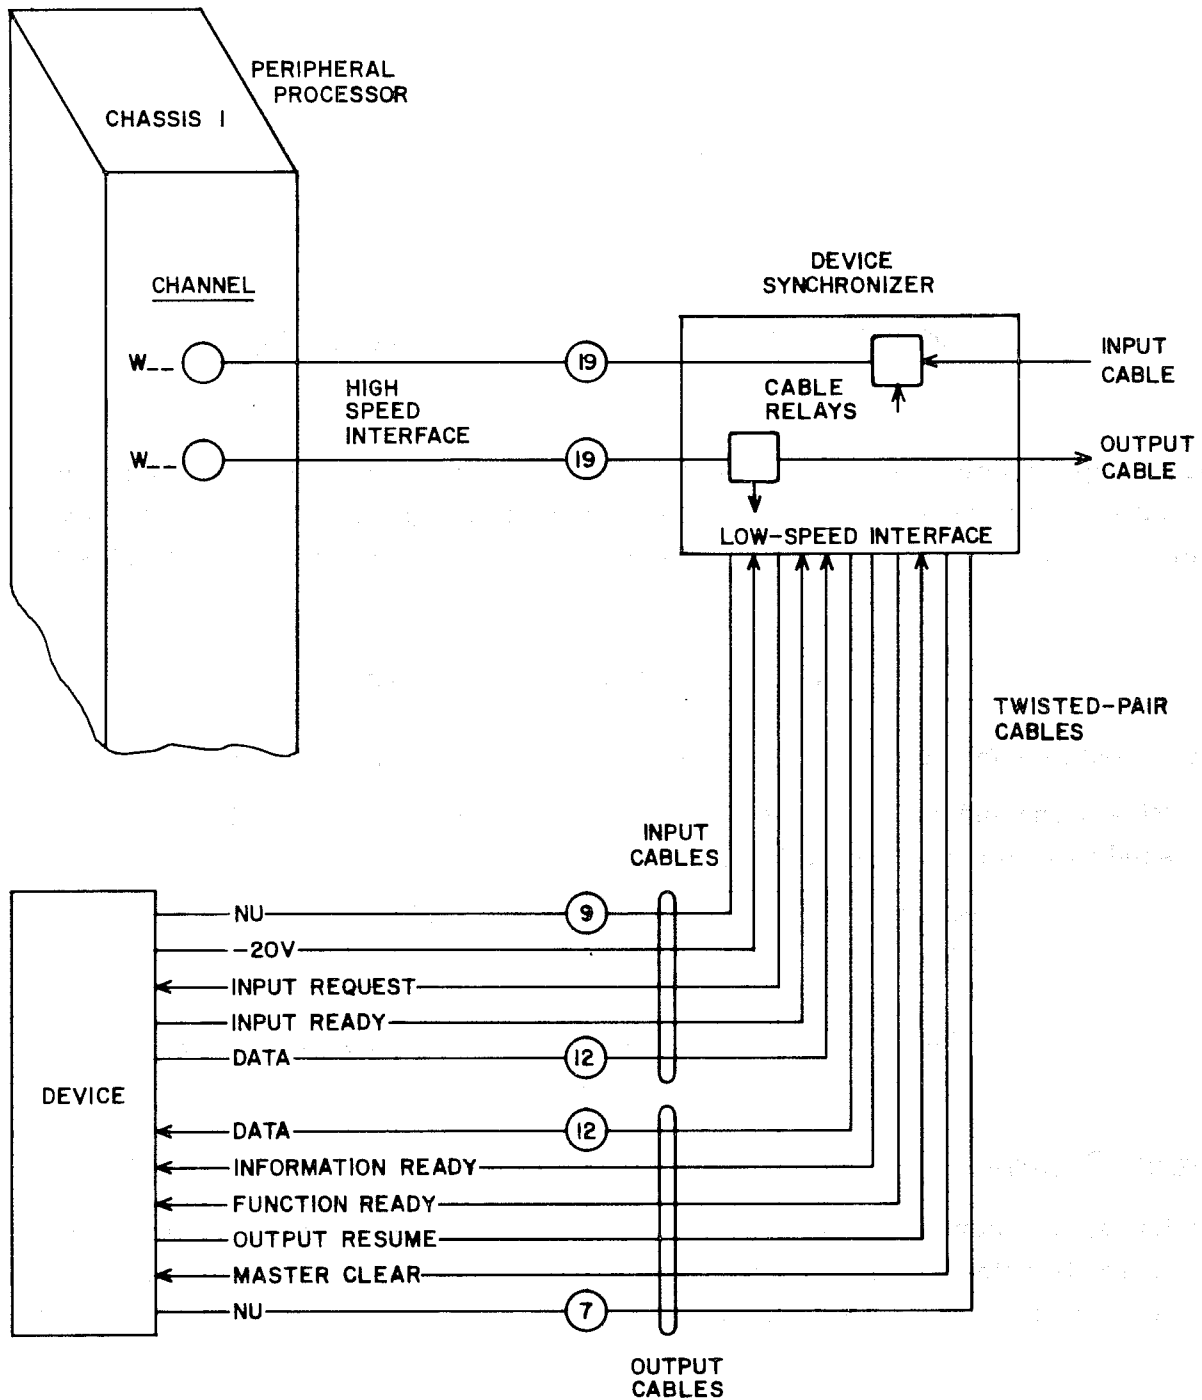 PERIPHERAL
PROCESSOR
CHASSIS 1
CHANNEL
W__
W__
HIGH
SPEED
INTERFACE
19
19
DEVICE
SYNCHRONIZER
CABLE
RELAYS
INPUT
CABLE
OUTPUT
CABLE
LOW-SPEED INTERFACE
TWISTED-PAIR
CABLES
INPUT
CABLES
DEVICE
NU 9
-20V
INPUT REQUEST
INPUT READY
DATA 12
DATA 12
INFORMATION READY
FUNCTION READY
OUTPUT RESUME
MASTER CLEAR
NU 7
OUTPUT
CABLES